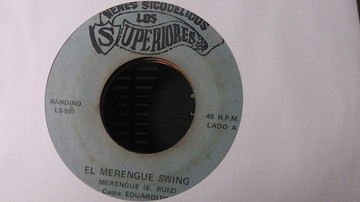 NENES SICODELICOS
LOS
SUPERIORES
RANDINO
LS-501
45 R.P.M.
LADO A
EL MERENGUE SWING
MERENGUE (E. RUIZ)
Canta: EDUARDITO